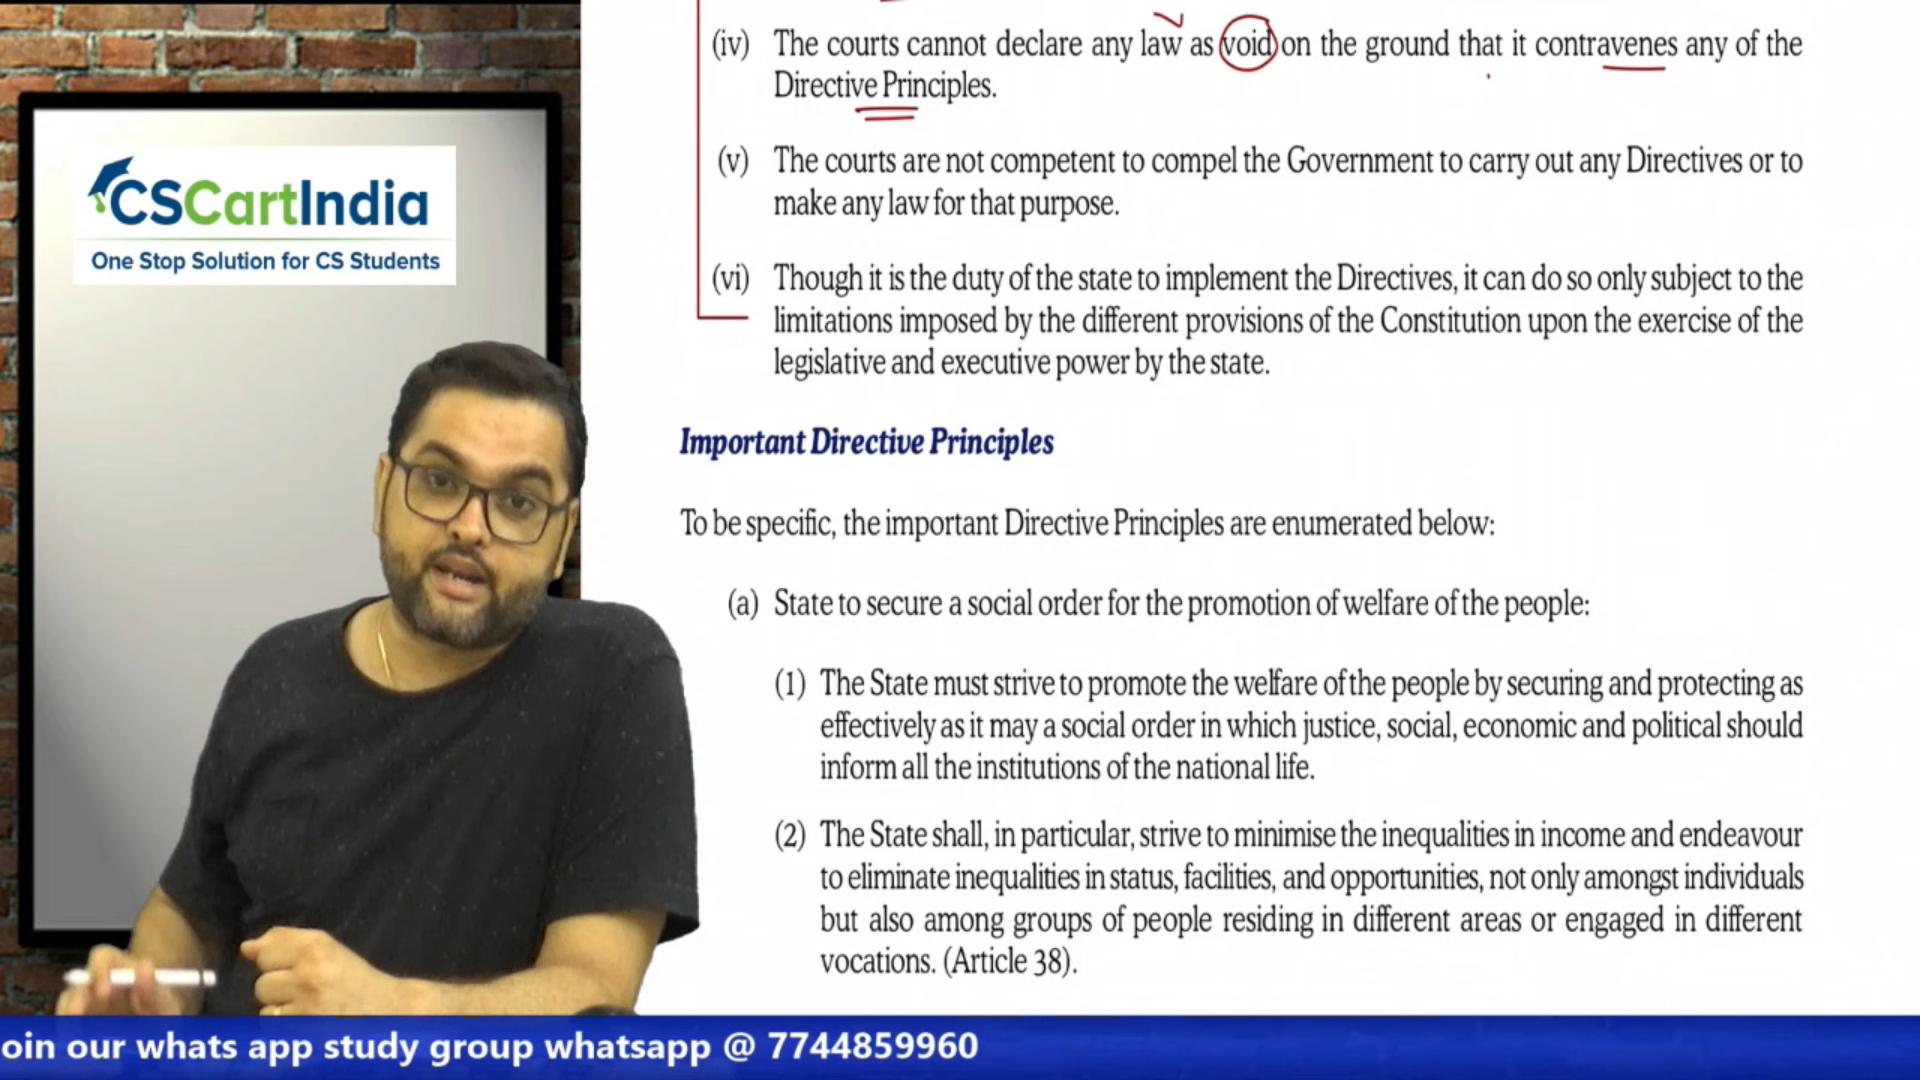 (iv) The courts cannot declare any law as void on the ground that it contravenes any of the
Directive Principles.
(v) The courts are not competent to compel the Government to carry out any Directives or to
make any law for that purpose.
(vi) Though it is the duty of the state to implement the Directives, it can do so only subject to the
limitations imposed by the different provisions of the Constitution upon the exercise of the
legislative and executive power by the state.
CSCartIndia
One Stop Solution for CS Students
Important Directive Principles
To be specific, the important Directive Principles are enumerated below:
(a) State to secure a social order for the promotion of welfare of the people:
(1) The State must strive to promote the welfare of the people by securing and protecting as
effectively as it may a social order in which justice, social, economic and political should
inform all the institutions of the national life.
(2) The State shall, in particular, strive to minimise the inequalities in income and endeavour
to eliminate inequalities in status, facilities, and opportunities, not only amongst individuals
but also among groups of people residing in different areas or engaged in different
vocations. (Article 38).
oin our whats app study group whatsapp @ 7744859960